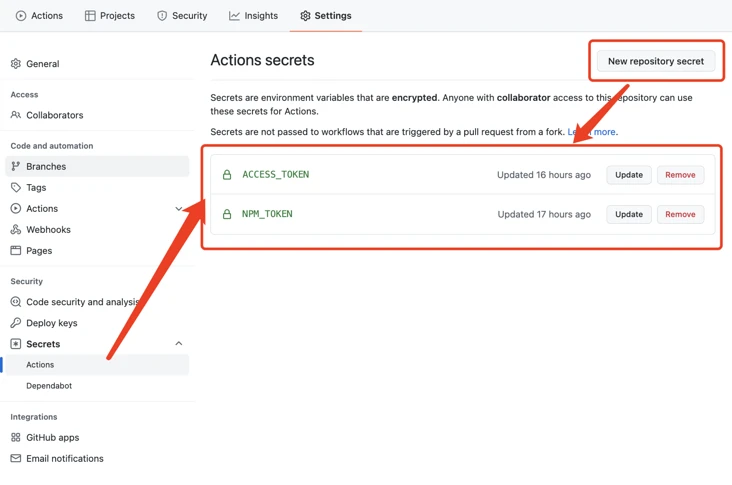 Actions
Projects
Security
Insights
Settings
General
Access
Collaborators
Code and automation
Branches
Tags
Actions
Webhooks
Pages
Security
Code security and analysis
Deploy keys
Secrets
Actions
Dependabot
Integrations
GitHub apps
Email notifications
Actions secrets
New repository secret
Secrets are environment variables that are encrypted. Anyone with collaborator access to this repository can use
these secrets for Actions.
Secrets are not passed to workflows that are triggered by a pull request from a fork. Learn more.
ACCESS_TOKEN
Updated 16 hours ago
Update
Remove
NPM_TOKEN
Updated 17 hours ago
Update
Remove